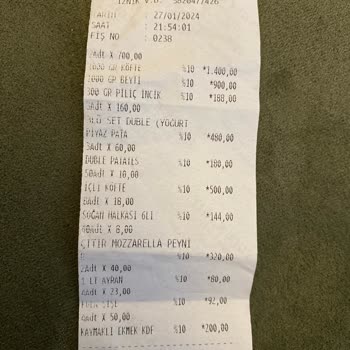 İZNİK V.D. 5820477426
TARİH : 27/01/2024
SAAT : 21:54:01
FİŞ NO : 0238
2Adt X 700,00
1000 GR KÖFTE %10 *1.400,00
1000 GR BEYTİ %10 *900,00
300 GR PİLİÇ İNCİK %10 *188,00
3Adt X 160,00
3LÜ SET DUBLE (YOĞURT
PİYAZ PATA %10 *480,00
3Adt X 60,00
DUBLE PATATES %10 *180,00
50Adt X 10,00
İÇLİ KÖFTE %10 *500,00
8Adt X 18,00
SOĞAN HALKASI 6LI %10 *144,00
40Adt X 8,00
ÇITIR MOZZARELLA PEYNİ
%10 *320,00
2Adt X 40,00
1 LT AYRAN %10 *80,00
4Adt X 23,00
%10 *92,00
4Adt X 50,00
KAYMAKLI EKMEK KDF %10 *200,00